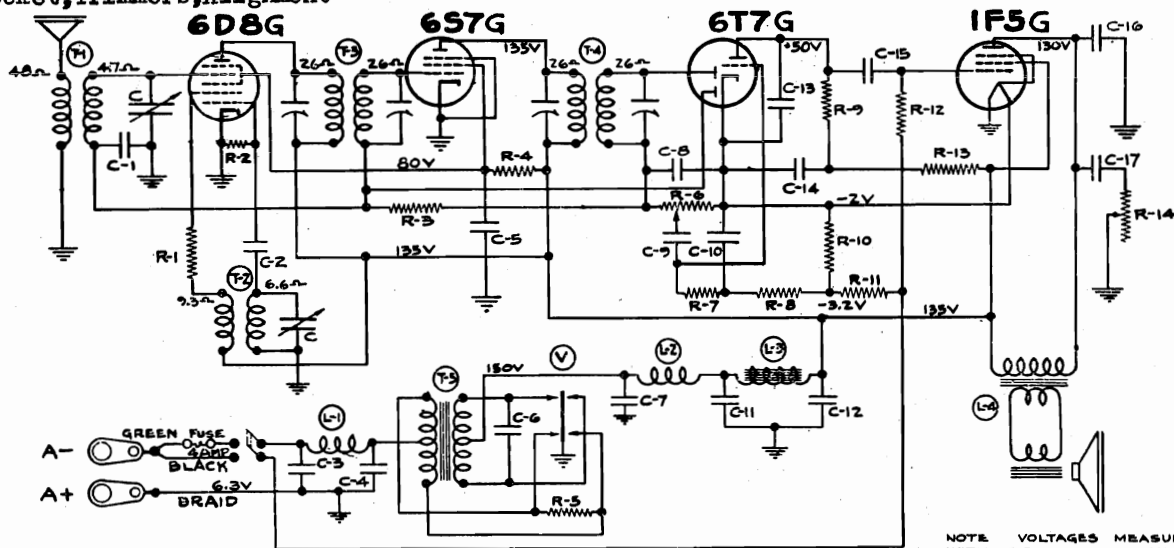 6D8G
6S7G
6T7G
1F5G
T-1
48Ω
4.7Ω
C
C-1
R-2
T-3
26Ω
26Ω
135V
T-4
26Ω
26Ω
+50V
C-13
C-15
R-9
R-12
130V
C-16
80V
R-4
C-8
C-14
R-13
C-17
R-14
R-3
R-6
-2V
R-1
C-2
C-5
C-9
C-10
R-10
135V
T-2
9.3Ω
6.6Ω
C
R-7
R-8
R-11
-3.2V
135V
T-5
150V
V
L-2
L-3
C-6
C-7
C-11
C-12
L-4
L-1
A-
GREEN
FUSE
4 AMP
BLACK
C-3
C-4
A+
6.3V
BRAID
R-5
NOTE VOLTAGES